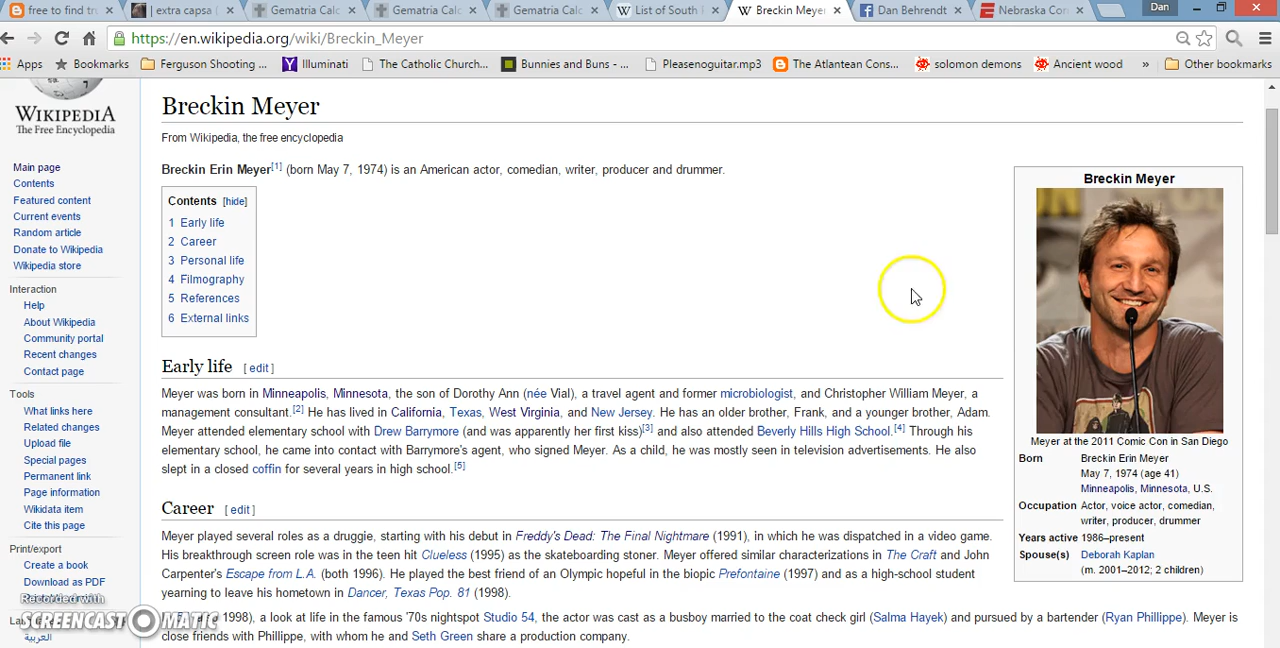 free to find tru
| extra capsa (
Gematria Calc
Gematria Calc
Gematria Calc
List of South P
Breckin Meyer
Dan Behrendt
Nebraska Con
Dan
https://en.wikipedia.org/wiki/Breckin_Meyer
Apps Bookmarks Ferguson Shooting ... Illuminati The Catholic Church... Bunnies and Buns - ... Pleasenoguitar.mp3 The Atlantean Cons... solomon demons Ancient wood » Other bookmarks
WIKIPEDIA
The Free Encyclopedia
Main page
Contents
Featured content
Current events
Random article
Donate to Wikipedia
Wikipedia store
Interaction
Help
About Wikipedia
Community portal
Recent changes
Contact page
Tools
What links here
Related changes
Upload file
Special pages
Permanent link
Page information
Wikidata item
Cite this page
Print/export
Create a book
Download as PDF
Recorded with
SCREENCAST MATIC
العربية
Breckin Meyer
From Wikipedia, the free encyclopedia
Breckin Erin Meyer[1] (born May 7, 1974) is an American actor, comedian, writer, producer and drummer.
Contents [hide]
1 Early life
2 Career
3 Personal life
4 Filmography
5 References
6 External links
Early life [ edit ]
Meyer was born in Minneapolis, Minnesota, the son of Dorothy Ann (née Vial), a travel agent and former microbiologist, and Christopher William Meyer, a
management consultant.[2] He has lived in California, Texas, West Virginia, and New Jersey. He has an older brother, Frank, and a younger brother, Adam.
Meyer attended elementary school with Drew Barrymore (and was apparently her first kiss)[3] and also attended Beverly Hills High School.[4] Through his
elementary school, he came into contact with Barrymore's agent, who signed Meyer. As a child, he was mostly seen in television advertisements. He also
slept in a closed coffin for several years in high school.[5]
Career [ edit ]
Meyer played several roles as a druggie, starting with his debut in Freddy's Dead: The Final Nightmare (1991), in which he was dispatched in a video game.
His breakthrough screen role was in the teen hit Clueless (1995) as the skateboarding stoner. Meyer offered similar characterizations in The Craft and John
Carpenter's Escape from L.A. (both 1996). He played the best friend of an Olympic hopeful in the biopic Prefontaine (1997) and as a high-school student
yearning to leave his hometown in Dancer, Texas Pop. 81 (1998).
1998), a look at life in the famous '70s nightspot Studio 54, the actor was cast as a busboy married to the coat check girl (Salma Hayek) and pursued by a bartender (Ryan Phillippe). Meyer is
close friends with Phillippe, with whom he and Seth Green share a production company.
Breckin Meyer
Meyer at the 2011 Comic Con in San Diego
Born Breckin Erin Meyer
May 7, 1974 (age 41)
Minneapolis, Minnesota, U.S.
Occupation Actor, voice actor, comedian,
writer, producer, drummer
Years active 1986–present
Spouse(s) Deborah Kaplan
(m. 2001–2012; 2 children)